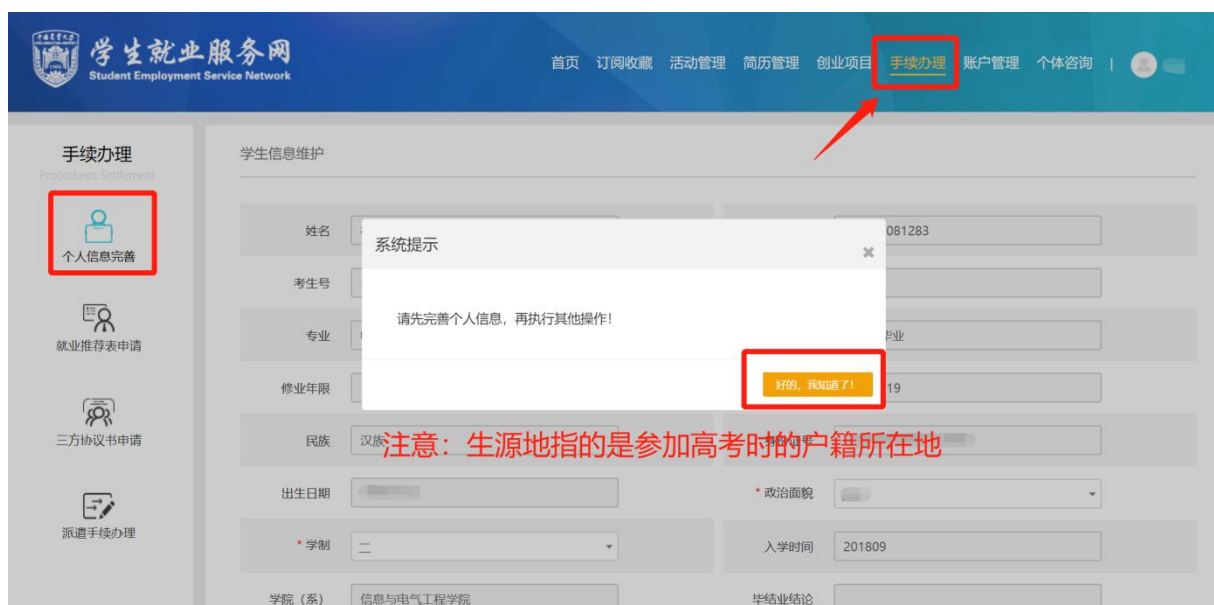 中国农业大学
学生就业服务网
Student Employment Service Network
首页 订阅收藏 活动管理 简历管理 创业项目 手续办理 账户管理 个体咨询 |
手续办理
Procedures Settlement
个人信息完善
就业推荐表申请
三方协议书申请
派遣手续办理
学生信息维护
姓名
081283
系统提示
×
请先完善个人信息，再执行其他操作！
好的，我知道了！
考生号
专业
毕业
修业年限
19
民族 汉族
注意：生源地指的是参加高考时的户籍所在地
出生日期
* 政治面貌
* 学制 二
入学时间 201809
学院（系） 信息与电气工程学院
毕结业结论